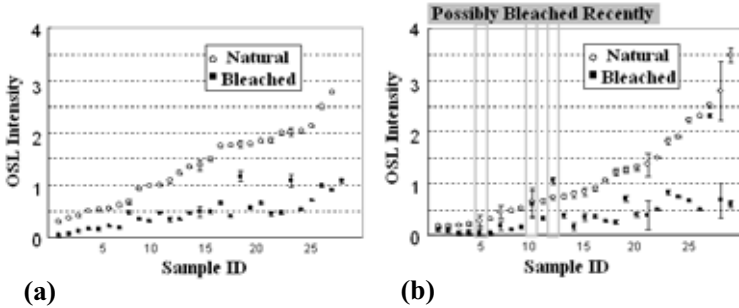 Possibly Bleached Recently
4
3
2
1
0
OSL Intensity
Natural
Bleached
5
10
15
20
25
Sample ID
(a)
4
3
2
1
0
OSL Intensity
Natural
Bleached
5
10
15
20
25
Sample ID
(b)